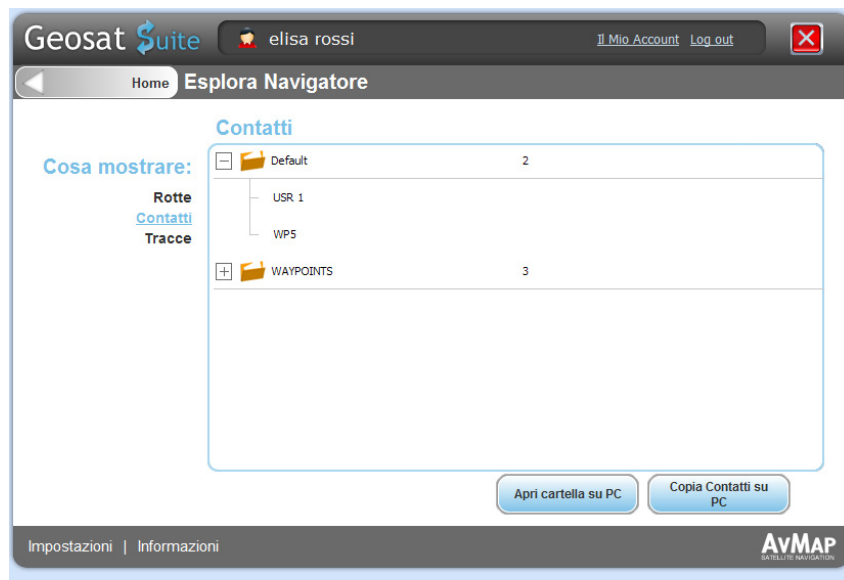 Geosat Suite
elisa rossi
Il Mio Account Log out
Home
Esplora Navigatore
Contatti
Cosa mostrare:
Rotte
Contatti
Tracce
Default 2
USR 1
WP5
WAYPOINTS 3
Apri cartella su PC
Copia Contatti su
PC
Impostazioni | Informazioni
AVMAP
SATELLITE NAVIGATION